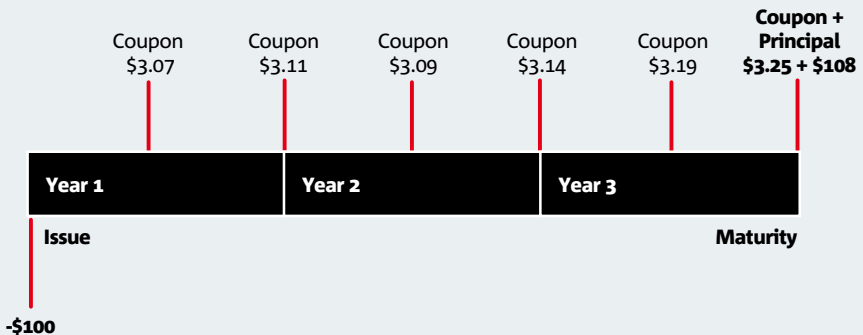 Coupon
$3.07
Coupon
$3.11
Coupon
$3.09
Coupon
$3.14
Coupon
$3.19
Coupon +
Principal
$3.25 + $108
Year 1
Year 2
Year 3
Issue
Maturity
-$100